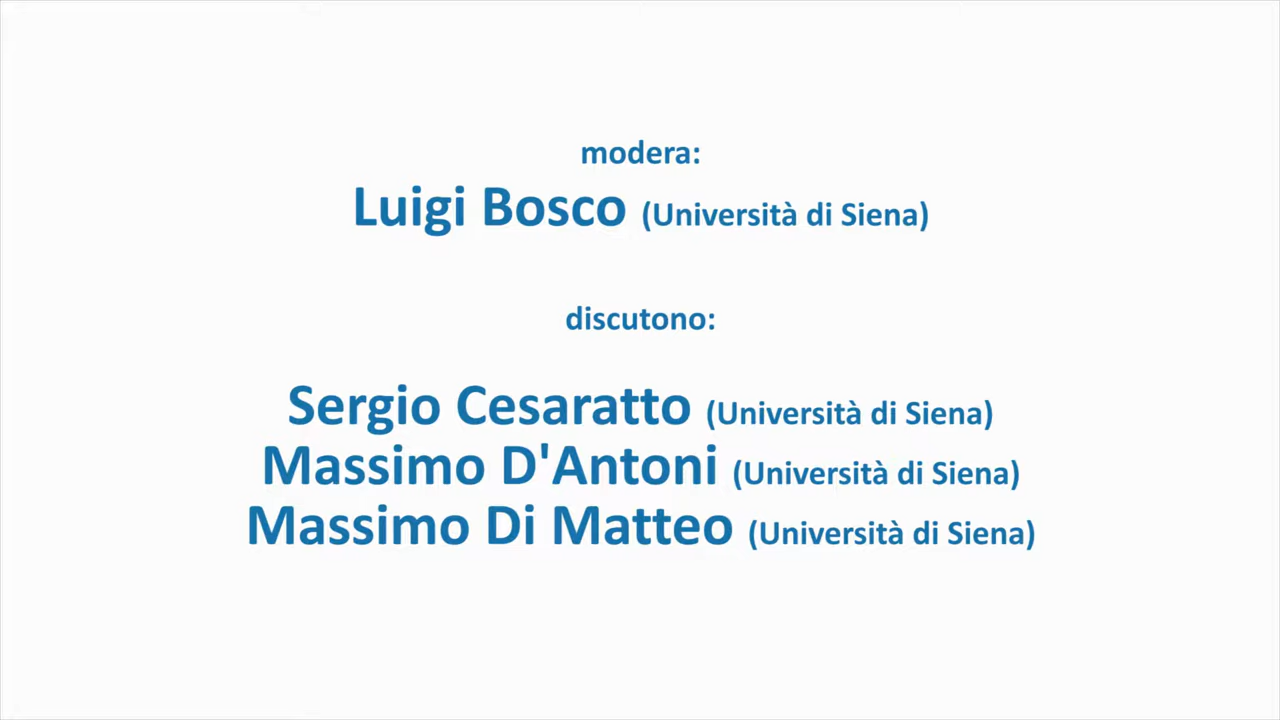 modera:
Luigi Bosco (Università di Siena)
discutono:
Sergio Cesaratto (Università di Siena)
Massimo D'Antoni (Università di Siena)
Massimo Di Matteo (Università di Siena)